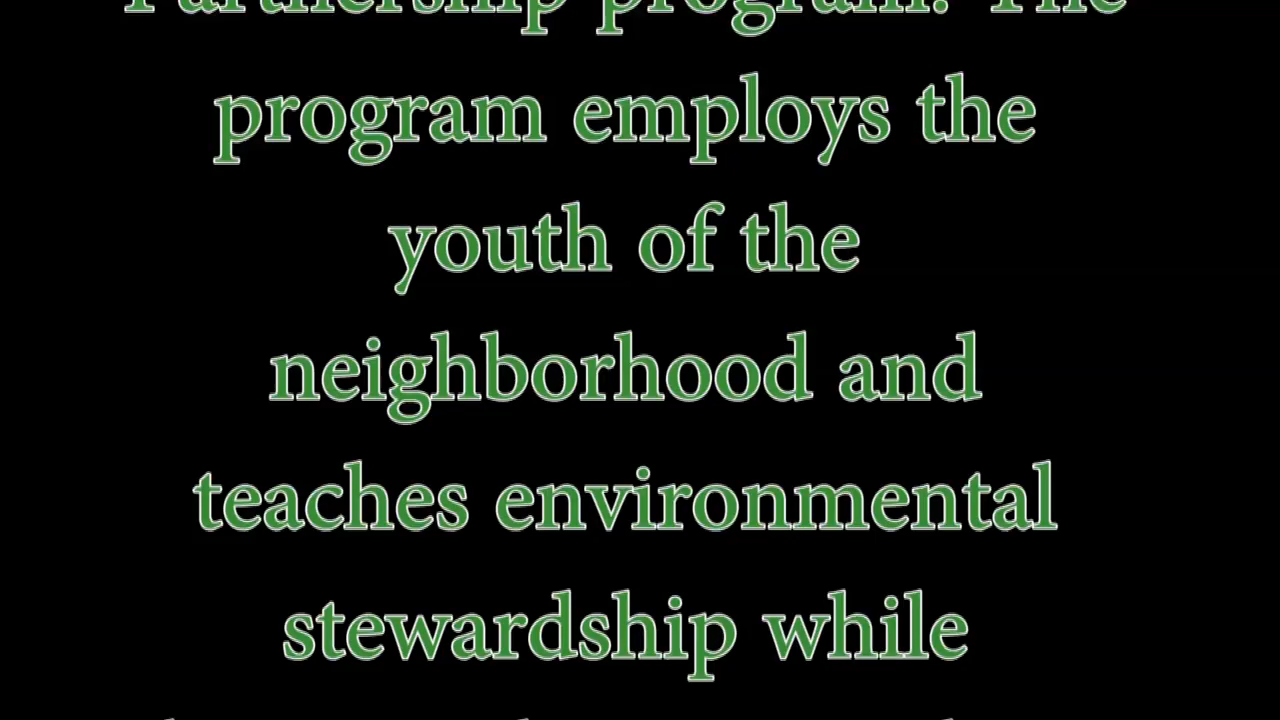 Partnership program. The
program employs the
youth of the
neighborhood and
teaches environmental
stewardship while